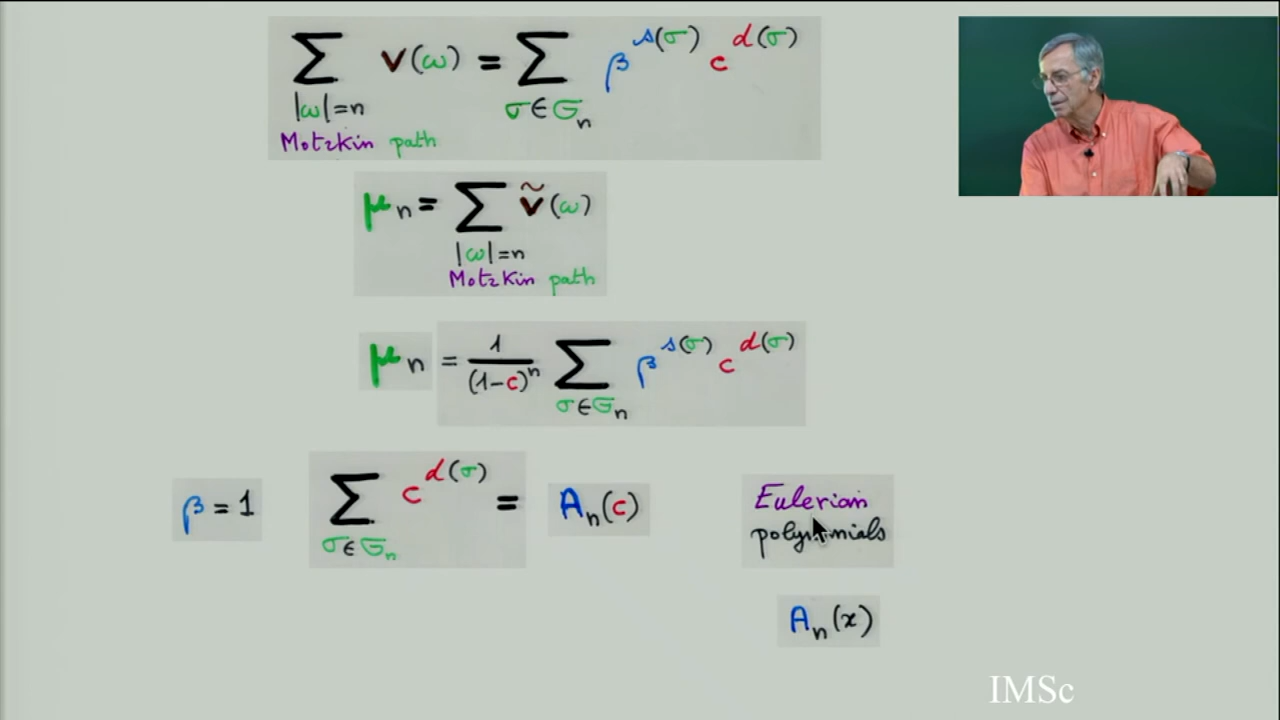 ∑ v(ω) = ∑ β^s(σ) c^d(σ)
|ω|=n σ∈𝔖n
Motzkin path
μn = ∑ ṽ(ω)
|ω|=n
Motzkin path
μn = 1/(1-c)^n ∑ β^s(σ) c^d(σ)
σ∈𝔖n
β = 1 ∑ c^d(σ) = An(c) Eulerian
σ∈𝔖n polynomials
An(x)
IMSc